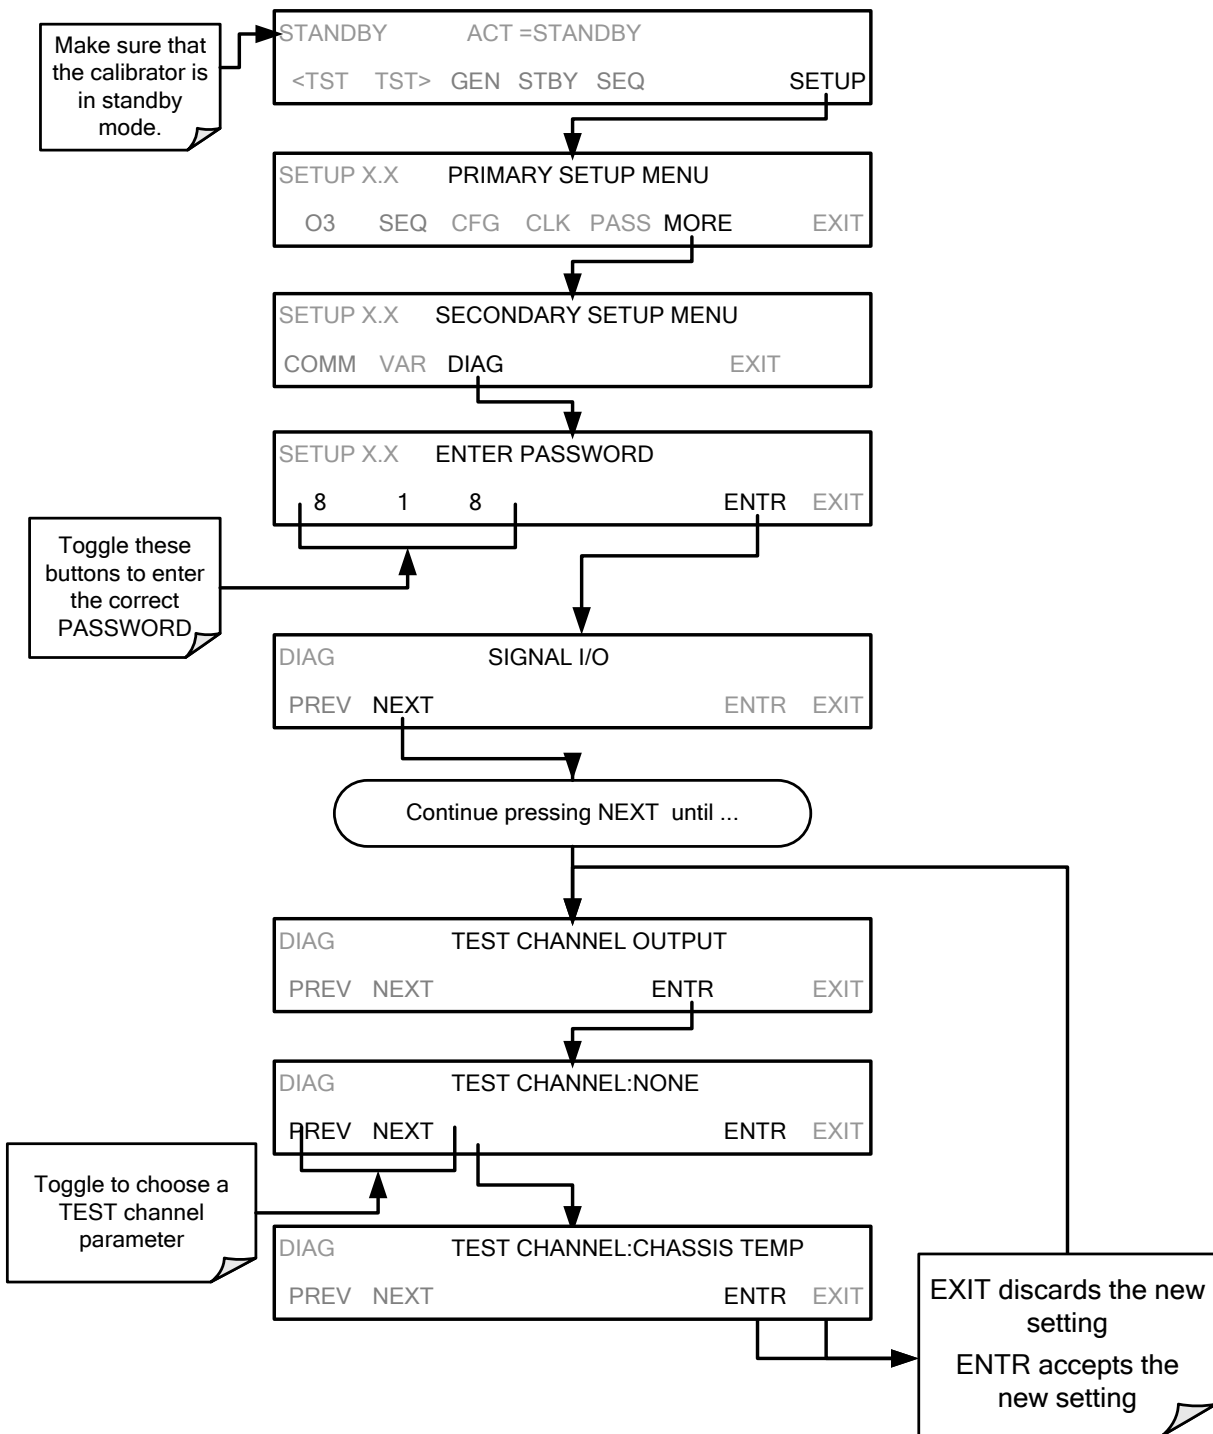 Make sure that
the calibrator is
in standby
mode.
STANDBY ACT =STANDBY
<TST TST> GEN STBY SEQ SETUP
SETUP X.X PRIMARY SETUP MENU
O3 SEQ CFG CLK PASS MORE EXIT
SETUP X.X SECONDARY SETUP MENU
COMM VAR DIAG EXIT
SETUP X.X ENTER PASSWORD
8 1 8 ENTR EXIT
Toggle these
buttons to enter
the correct
PASSWORD
DIAG SIGNAL I/O
PREV NEXT ENTR EXIT
Continue pressing NEXT until ...
DIAG TEST CHANNEL OUTPUT
PREV NEXT ENTR EXIT
DIAG TEST CHANNEL:NONE
PREV NEXT ENTR EXIT
Toggle to choose a
TEST channel
parameter
DIAG TEST CHANNEL:CHASSIS TEMP
PREV NEXT ENTR EXIT
EXIT discards the new
setting
ENTR accepts the
new setting